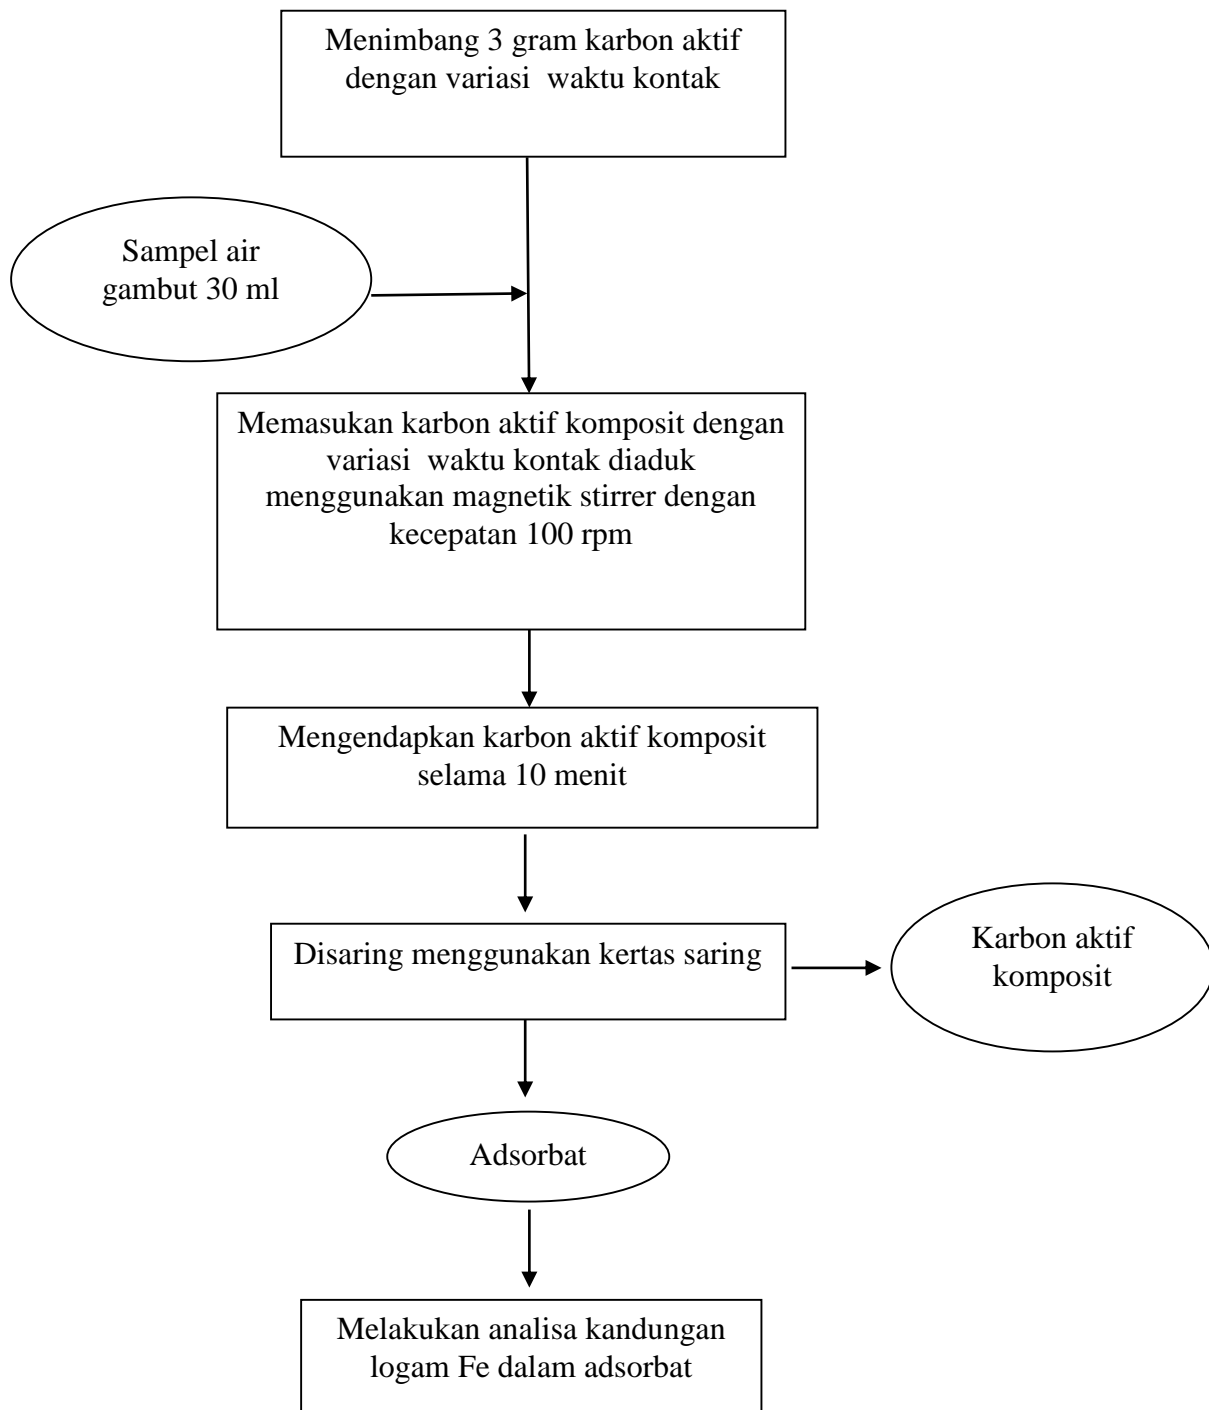 Menimbang 3 gram karbon aktif
dengan variasi  waktu kontak
Sampel air
gambut 30 ml
Memasukan karbon aktif komposit dengan
variasi  waktu kontak diaduk
menggunakan magnetik stirrer dengan
kecepatan 100 rpm
Mengendapkan karbon aktif komposit
selama 10 menit
Disaring menggunakan kertas saring
Karbon aktif
komposit
Adsorbat
Melakukan analisa kandungan
logam Fe dalam adsorbat